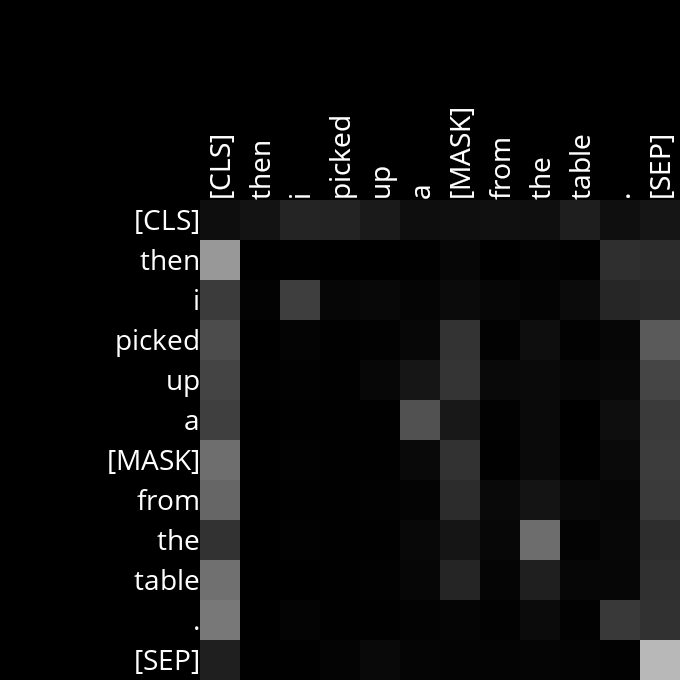 [CLS] then i picked up a [MASK] from the table . [SEP]
[CLS]
then
i
picked
up
a
[MASK]
from
the
table
.
[SEP]